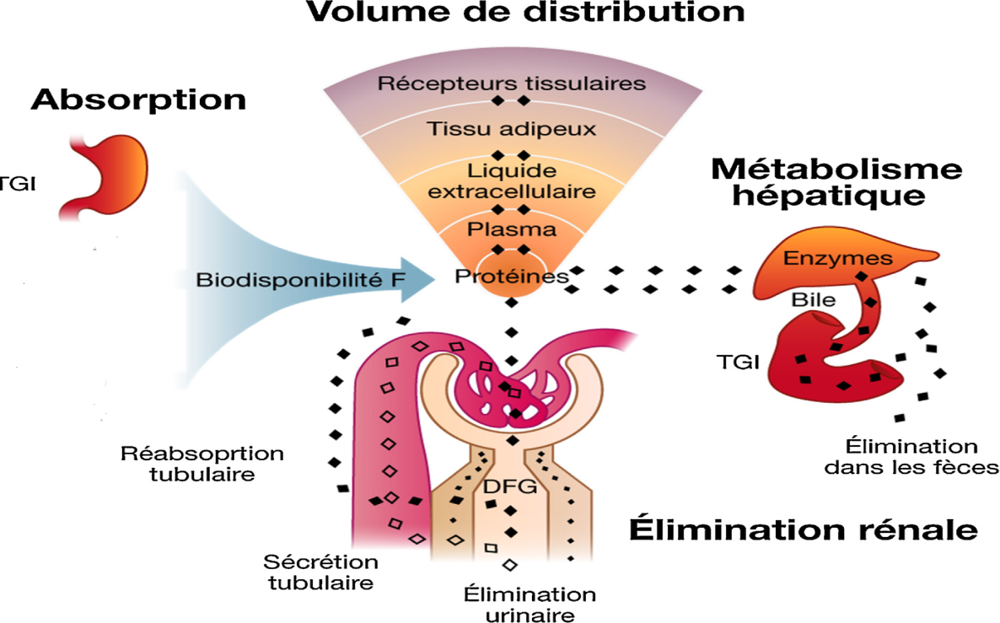 Volume de distribution
Absorption
TGI
Récepteurs tissulaires
Tissu adipeux
Liquide
extracellulaire
Plasma
Protéines
Biodisponibilité F
Métabolisme
hépatique
Enzymes
Bile
TGI
Élimination
dans les fèces
Réabsoprtion
tubulaire
DFG
Élimination rénale
Sécrétion
tubulaire
Élimination
urinaire